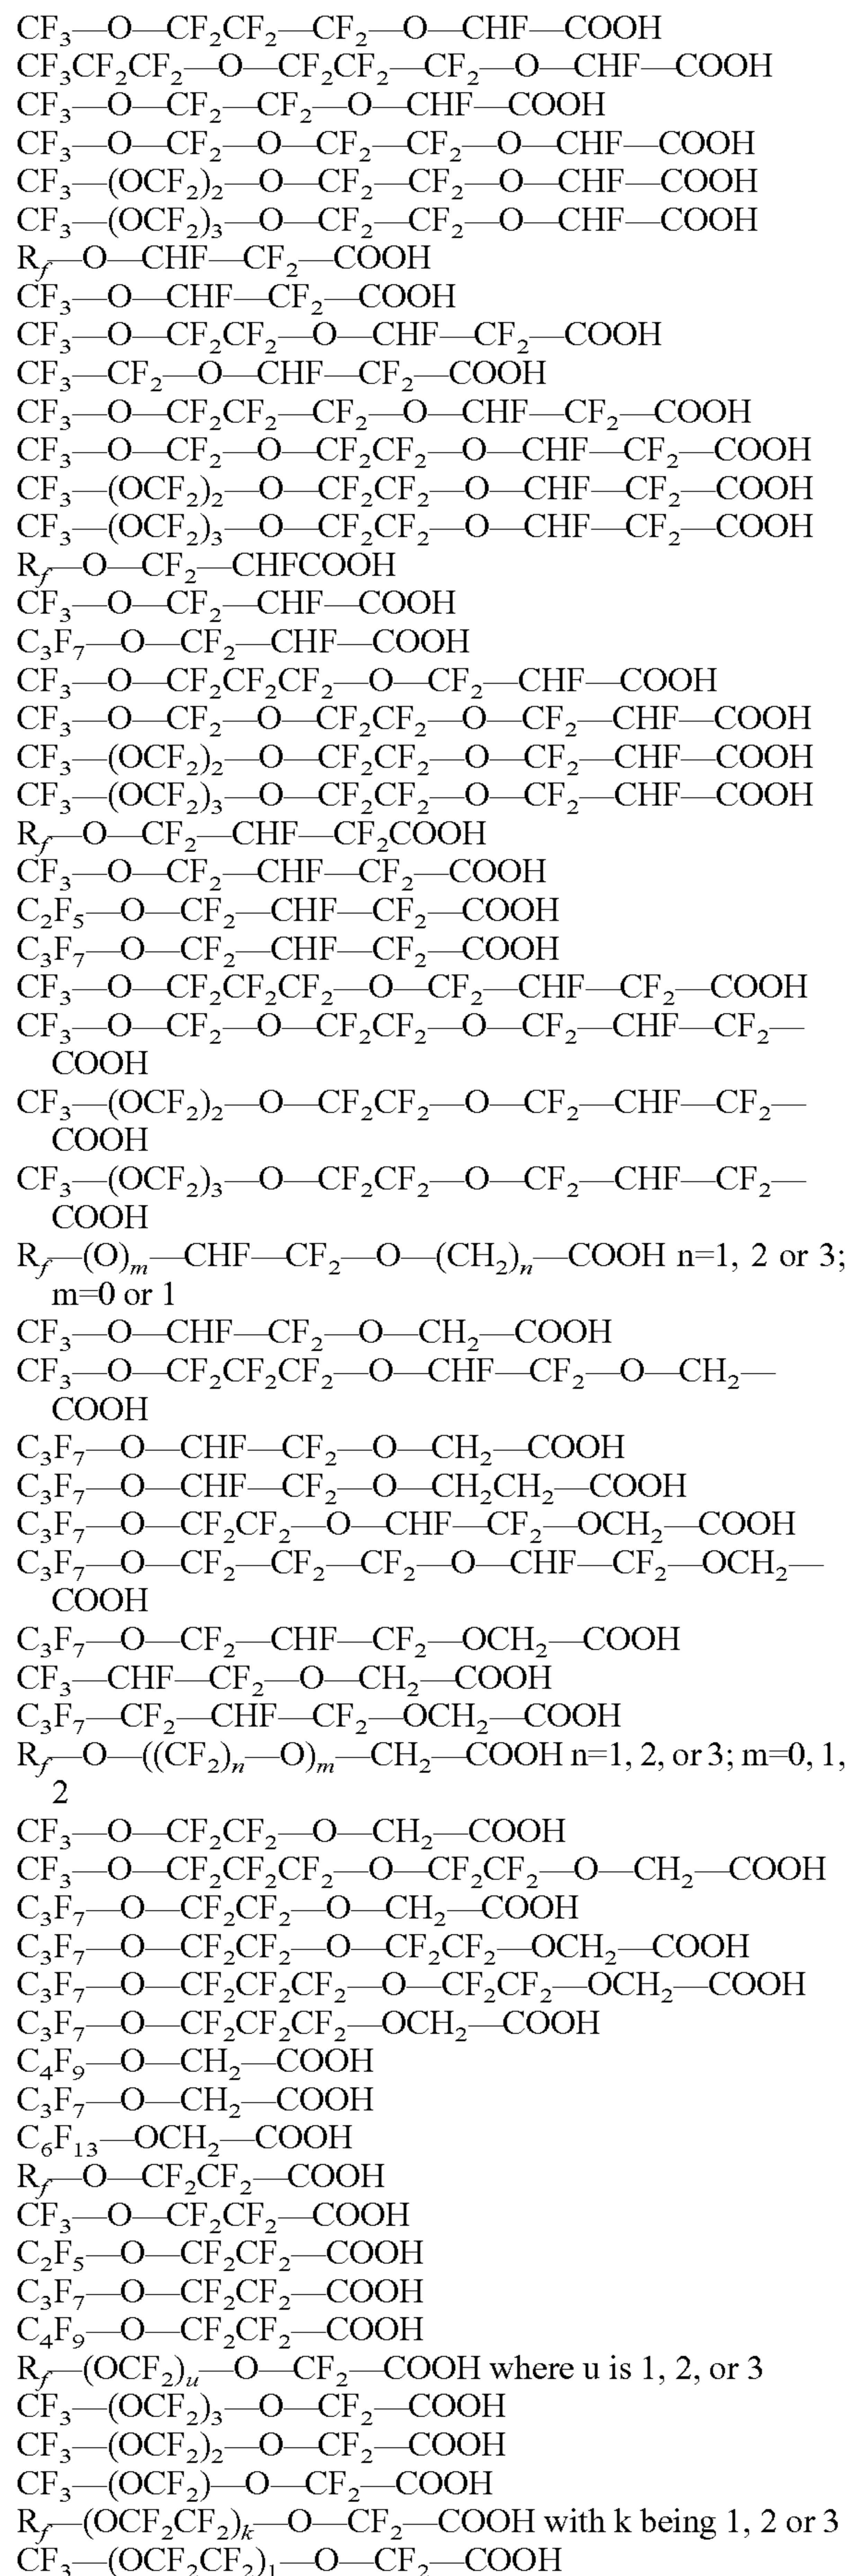 CF₃—O—CF₂CF₂—CF₂—O—CHF—COOH
CF₃CF₂CF₂—O—CF₂CF₂—CF₂—O—CHF—COOH
CF₃—O—CF₂—CF₂—O—CHF—COOH
CF₃—O—CF₂—O—CF₂—CF₂—O—CHF—COOH
CF₃—(OCF₂)₂—O—CF₂—CF₂—O—CHF—COOH
CF₃—(OCF₂)₃—O—CF₂—CF₂—O—CHF—COOH
R_f—O—CHF—CF₂—COOH
CF₃—O—CHF—CF₂—COOH
CF₃—O—CF₂CF₂—O—CHF—CF₂—COOH
CF₃—CF₂—O—CHF—CF₂—COOH
CF₃—O—CF₂CF₂—CF₂—O—CHF—CF₂—COOH
CF₃—O—CF₂—O—CF₂CF₂—O—CHF—CF₂—COOH
CF₃—(OCF₂)₂—O—CF₂CF₂—O—CHF—CF₂—COOH
CF₃—(OCF₂)₃—O—CF₂CF₂—O—CHF—CF₂—COOH
R_f—O—CF₂—CHFCOOH
CF₃—O—CF₂—CHF—COOH
C₃F₇—O—CF₂—CHF—COOH
CF₃—O—CF₂CF₂CF₂—O—CF₂—CHF—COOH
CF₃—O—CF₂—O—CF₂CF₂—O—CF₂—CHF—COOH
CF₃—(OCF₂)₂—O—CF₂CF₂—O—CF₂—CHF—COOH
CF₃—(OCF₂)₃—O—CF₂CF₂—O—CF₂—CHF—COOH
R_f—O—CF₂—CHF—CF₂COOH
CF₃—O—CF₂—CHF—CF₂—COOH
C₂F₅—O—CF₂—CHF—CF₂—COOH
C₃F₇—O—CF₂—CHF—CF₂—COOH
CF₃—O—CF₂CF₂CF₂—O—CF₂—CHF—CF₂—COOH
CF₃—O—CF₂—O—CF₂CF₂—O—CF₂—CHF—CF₂—
COOH
CF₃—(OCF₂)₂—O—CF₂CF₂—O—CF₂—CHF—CF₂—
COOH
CF₃—(OCF₂)₃—O—CF₂CF₂—O—CF₂—CHF—CF₂—
COOH
R_f—(O)ₘ—CHF—CF₂—O—(CH₂)ₙ—COOH n=1, 2 or 3;
m=0 or 1
CF₃—O—CHF—CF₂—O—CH₂—COOH
CF₃—O—CF₂CF₂CF₂—O—CHF—CF₂—O—CH₂—
COOH
C₃F₇—O—CHF—CF₂—O—CH₂—COOH
C₃F₇—O—CHF—CF₂—O—CH₂CH₂—COOH
C₃F₇—O—CF₂CF₂—O—CHF—CF₂—OCH₂—COOH
C₃F₇—O—CF₂—CF₂—CF₂—O—CHF—CF₂—OCH₂—
COOH
C₃F₇—O—CF₂—CHF—CF₂—OCH₂—COOH
CF₃—CHF—CF₂—O—CH₂—COOH
C₃F₇—CF₂—CHF—CF₂—OCH₂—COOH
R_f—O—((CF₂)ₙ—O)ₘ—CH₂—COOH n=1, 2, or 3; m=0, 1,
2
CF₃—O—CF₂CF₂—O—CH₂—COOH
CF₃—O—CF₂CF₂CF₂—O—CF₂CF₂—O—CH₂—COOH
C₃F₇—O—CF₂CF₂—O—CH₂—COOH
C₃F₇—O—CF₂CF₂—O—CF₂CF₂—OCH₂—COOH
C₃F₇—O—CF₂CF₂CF₂—O—CF₂CF₂—OCH₂—COOH
C₃F₇—O—CF₂CF₂CF₂—OCH₂—COOH
C₄F₉—O—CH₂—COOH
C₃F₇—O—CH₂—COOH
C₆F₁₃—OCH₂—COOH
R_f—O—CF₂CF₂—COOH
CF₃—O—CF₂CF₂—COOH
C₂F₅—O—CF₂CF₂—COOH
C₃F₇—O—CF₂CF₂—COOH
C₄F₉—O—CF₂CF₂—COOH
R_f—(OCF₂)ᵤ—O—CF₂—COOH where u is 1, 2, or 3
CF₃—(OCF₂)₃—O—CF₂—COOH
CF₃—(OCF₂)₂—O—CF₂—COOH
CF₃—(OCF₂)—O—CF₂—COOH
R_f—(OCF₂CF₂)ₖ—O—CF₂—COOH with k being 1, 2 or 3
CF₃—(OCF₂CF₂)₁—O—CF₂—COOH